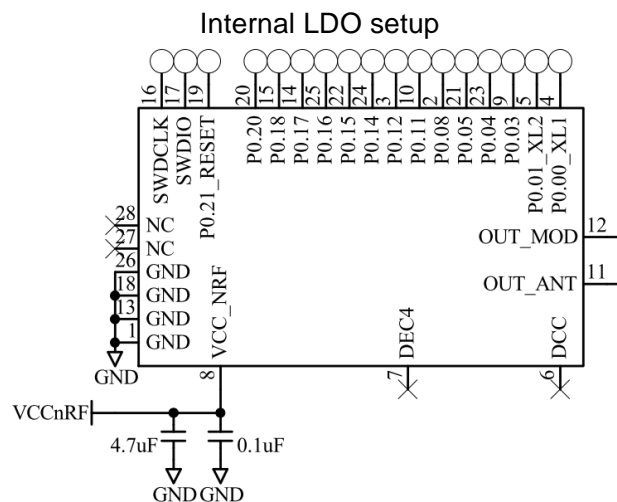 Internal LDO setup
16 17 19 20 15 14 25 22 24 3 10 2 21 23 9 5 4
SWDCLK
SWDIO
P0.21_RESET
P0.20
P0.18
P0.17
P0.16
P0.15
P0.14
P0.12
P0.11
P0.08
P0.05
P0.04
P0.03
P0.01_XL2
P0.00_XL1
28 NC
27 NC
26 GND
18 GND
13 GND
1 GND
GND
OUT_MOD 12
OUT_ANT 11
VCC_NRF
8
DEC4
7
DCC
6
VCCnRF
4.7uF
0.1uF
GND GND